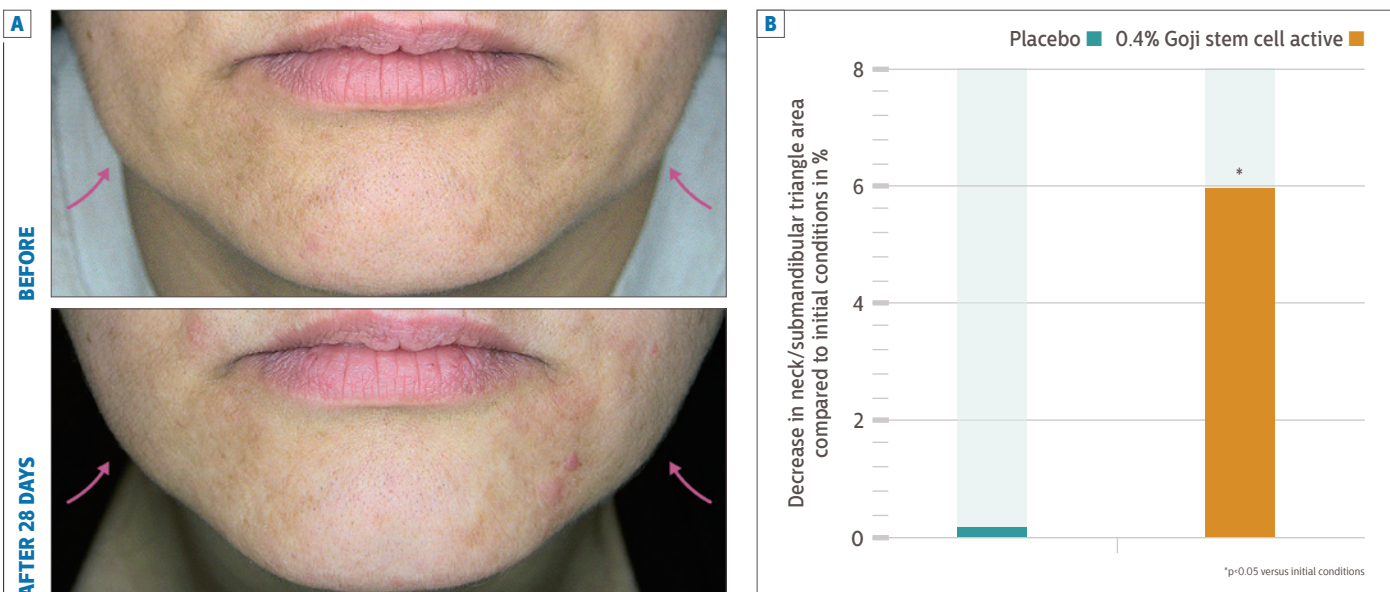 A
BEFORE
AFTER 28 DAYS
B
Placebo 0.4% Goji stem cell active
Decrease in neck/submandibular triangle area
compared to initial conditions in %
8
6
4
2
0
*
*p<0.05 versus initial conditions